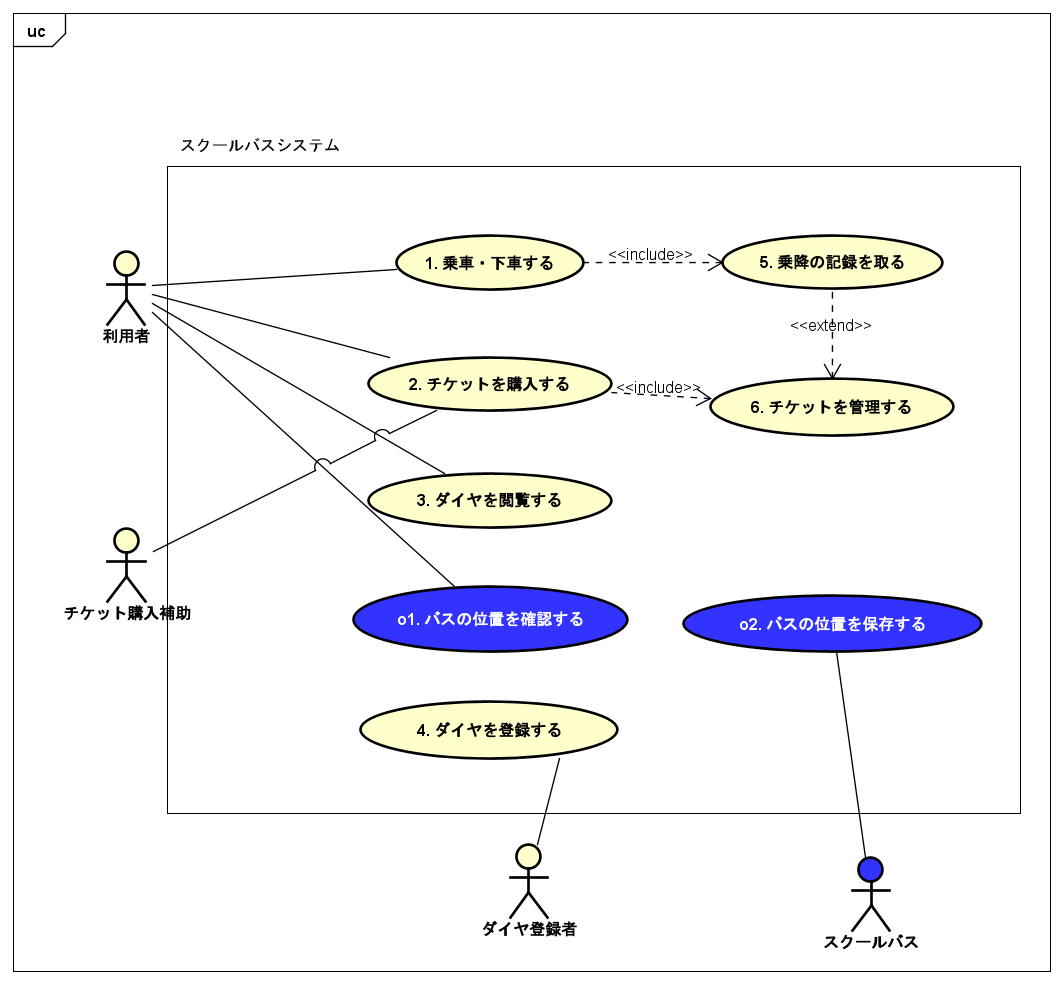 uc
スクールバスシステム
1. 乗車・下車する
<<include>>
5. 乗降の記録を取る
<<extend>>
利用者
2. チケットを購入する
<<include>>
6. チケットを管理する
3. ダイヤを閲覧する
チケット購入補助
o1. バスの位置を確認する
o2. バスの位置を保存する
4. ダイヤを登録する
ダイヤ登録者
スクールバス